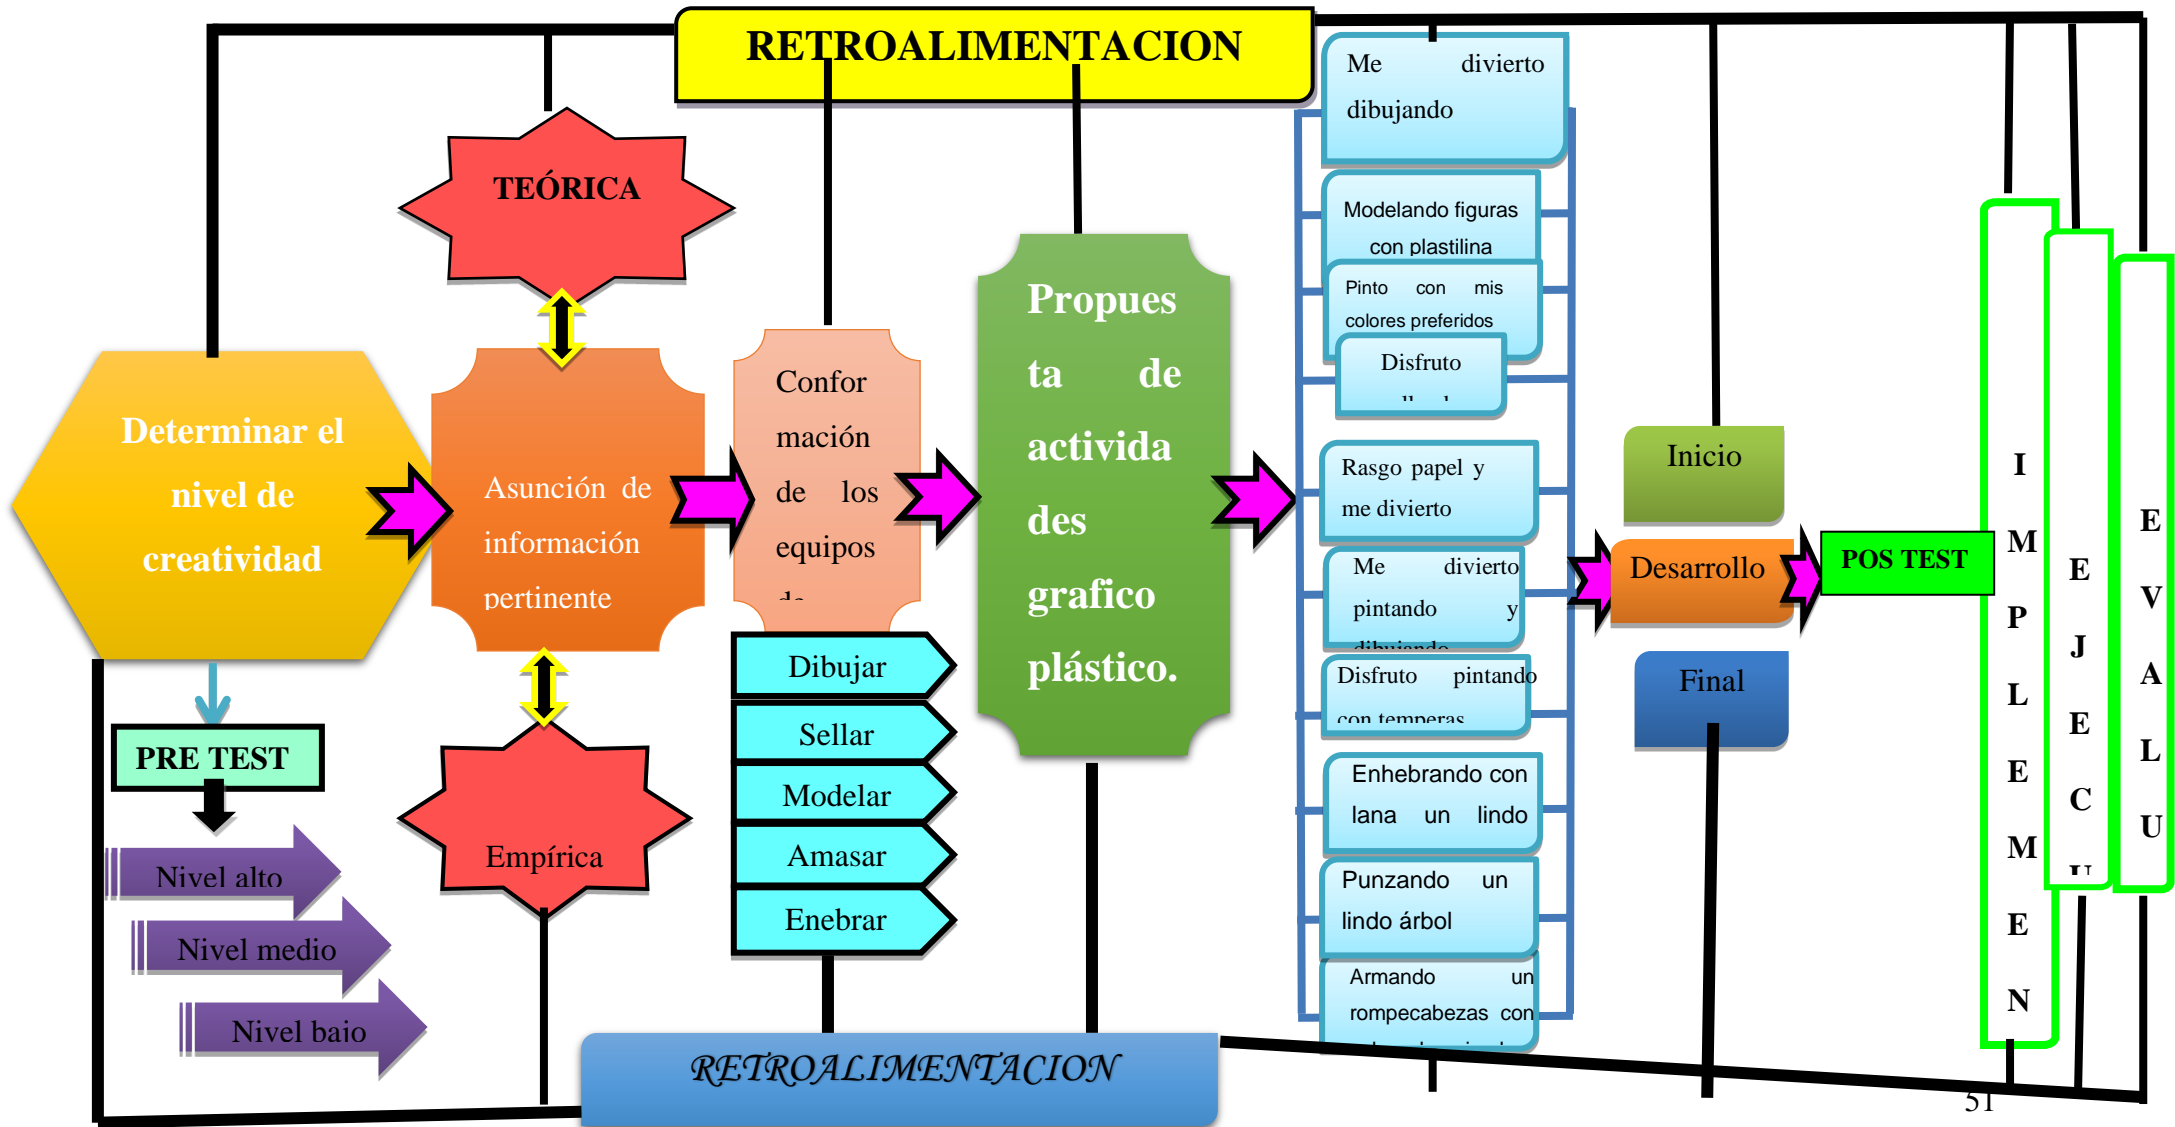 RETROALIMENTACION
TEÓRICA
Determinar el
nivel de
creatividad
PRE TEST
Nivel alto
Nivel medio
Nivel bajo
Asunción de
información
pertinente
Empírica
Confor
mación
de los
equipos
de
Dibujar
Sellar
Modelar
Amasar
Enebrar
Propues
ta de
activida
des
grafico
plástico.
Me divierto
dibujando
Modelando figuras
con plastilina
Pinto con mis
colores preferidos
Disfruto
Rasgo papel y
me divierto
Me divierto
pintando y
dibujando
Disfruto pintando
con temperas
Enhebrando con
lana un lindo
Punzando un
lindo árbol
Armando un
rompecabezas con
Inicio
Desarrollo
Final
POS TEST
I
M
P
L
E
M
E
N
E
J
E
C
U
E
V
A
L
U
RETROALIMENTACION
51